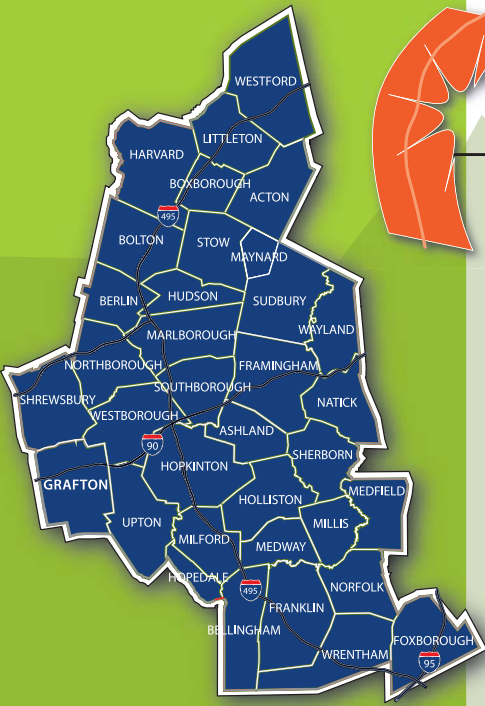 WESTFORD
LITTLETON
HARVARD
BOXBOROUGH
ACTON
495
BOLTON
STOW
MAYNARD
BERLIN
HUDSON
SUDBURY
WAYLAND
MARLBOROUGH
NORTHBOROUGH
FRAMINGHAM
SOUTHBOROUGH
SHREWSBURY
NATICK
WESTBOROUGH
ASHLAND
90
SHERBORN
HOPKINTON
GRAFTON
MEDFIELD
HOLLISTON
UPTON
MILLIS
MILFORD
MEDWAY
HOPEDALE
495
NORFOLK
FRANKLIN
BELLINGHAM
FOXBOROUGH
WRENTHAM
95